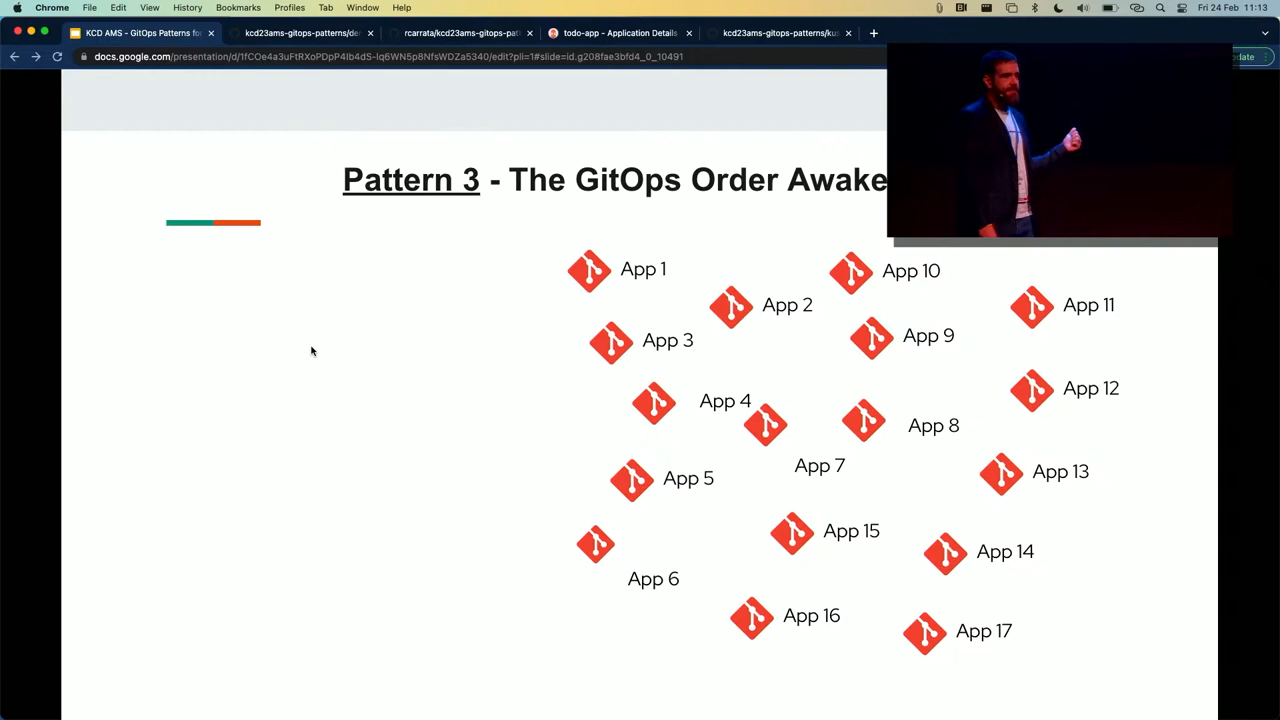 Chrome File Edit View History Bookmarks Profiles Tab Window Help Fri 24 Feb 11:13
KCD AMS - GitOps Patterns fo
kcd23ams-gitops-patterns/der
rcarrata/kcd23ams-gitops-pat
todo-app - Application Details
kcd23ams-gitops-patterns/kus
docs.google.com/presentation/d/1fCOe4a3uFtRXoPDpP4Ib4dS-lq6WN5p8NfsWDZa5340/edit?pli=1#slide=id.g208fae3bfd4_0_10491
date
Pattern 3 - The GitOps Order Awake
App 1
App 10
App 2
App 11
App 3
App 9
App 4
App 12
App 8
App 7
App 5
App 13
App 15
App 14
App 6
App 16
App 17